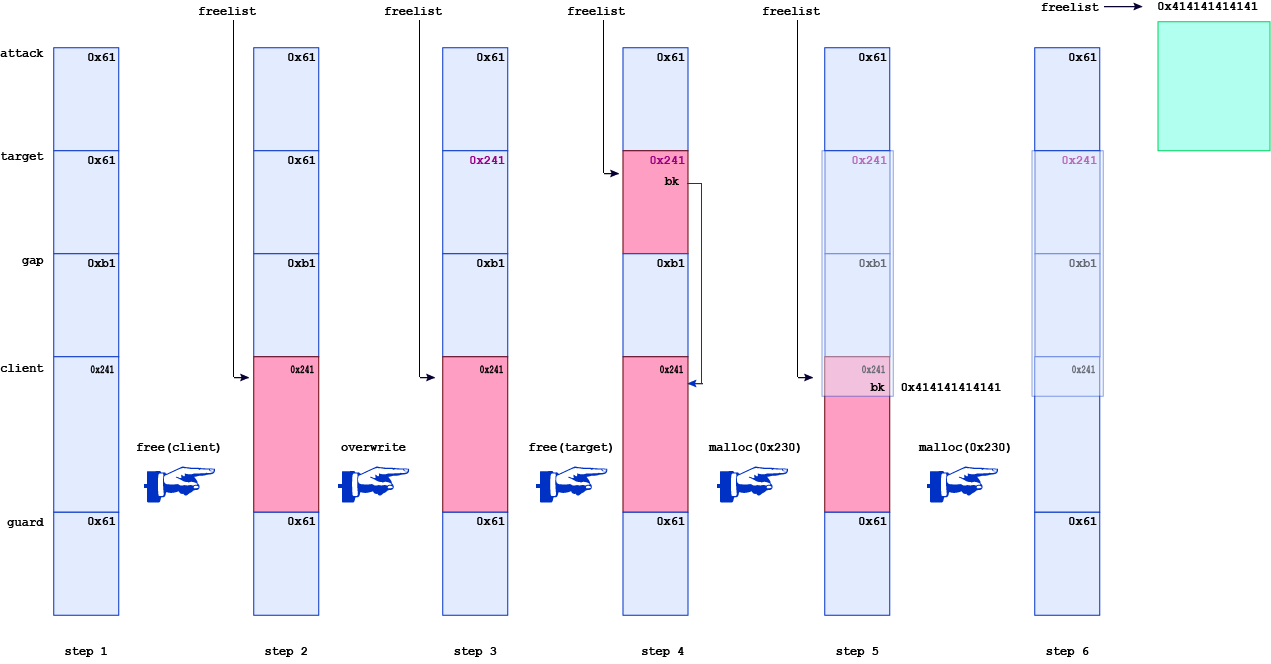 freelist freelist freelist freelist freelist 0x414141414141
attack 0x61 0x61 0x61 0x61 0x61 0x61
target 0x61 0x61 0x241 0x241 0x241 0x241
bk
gap 0xb1 0xb1 0xb1 0xb1 0xb1 0xb1
client 0x241 0x241 0x241 0x241 0x241 0x241
bk 0x414141414141
free(client) overwrite free(target) malloc(0x230) malloc(0x230)
guard 0x61 0x61 0x61 0x61 0x61 0x61
step 1 step 2 step 3 step 4 step 5 step 6